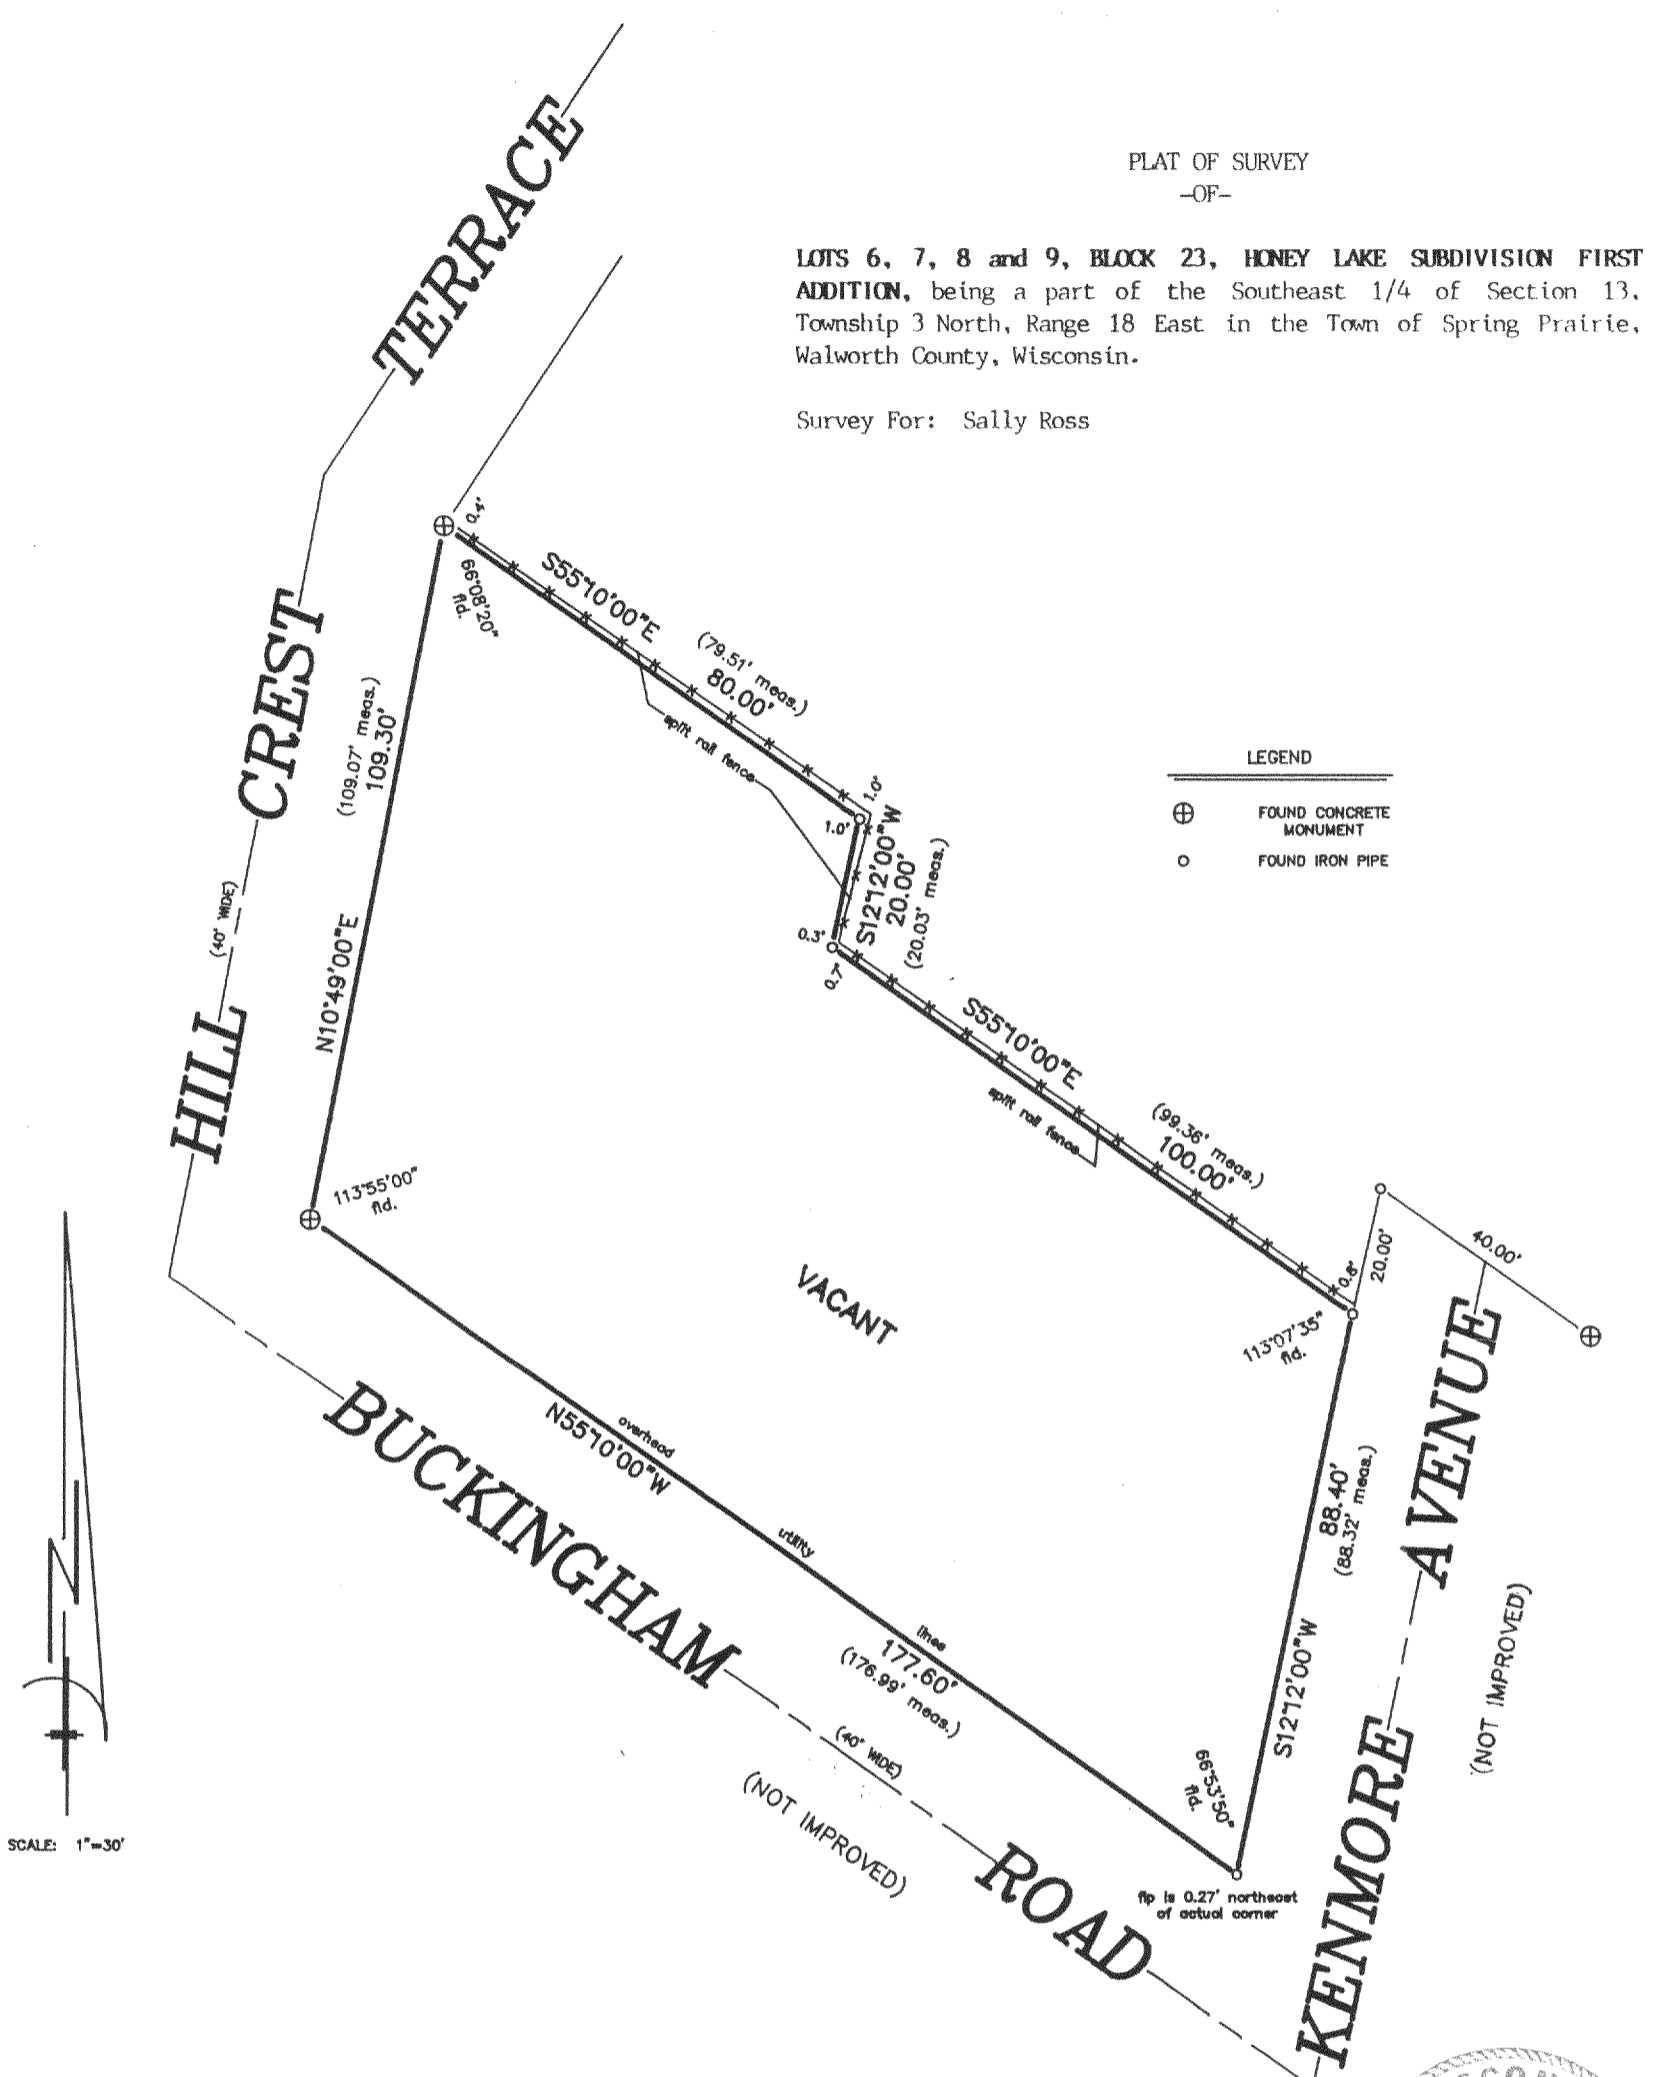 PLAT OF SURVEY
-OF-
LOTS 6, 7, 8 and 9, BLOCK 23, HONEY LAKE SUBDIVISION FIRST
ADDITION, being a part of the Southeast 1/4 of Section 13,
Township 3 North, Range 18 East in the Town of Spring Prairie,
Walworth County, Wisconsin.
Survey For: Sally Ross
HILL CREST TERRACE
(40' WIDE)
0.4'
66°08'20"
fld.
S55°10'00"E
(79.51' meas.)
80.00'
split rail fence
(109.07' meas.)
109.30'
N10°49'00"E
1.0'
1.0'
S12°12'00"W
20.00'
(20.03' meas.)
0.3'
0.7'
LEGEND
FOUND CONCRETE
MONUMENT
FOUND IRON PIPE
S55°10'00"E
(99.36' meas.)
100.00'
split rail fence
113°55'00"
fld.
VACANT
0.8'
20.00'
40.00'
113°07'35"
fld.
88.40'
(88.32' meas.)
S12°12'00"W
KENMORE AVENUE
(NOT IMPROVED)
overhead
utility
lines
N55°10'00"W
177.60'
(176.99' meas.)
BUCKINGHAM ROAD
(40' WIDE)
(NOT IMPROVED)
66°53'50"
fld.
fip is 0.27' northeast
of actual corner
N
SCALE: 1"=30'